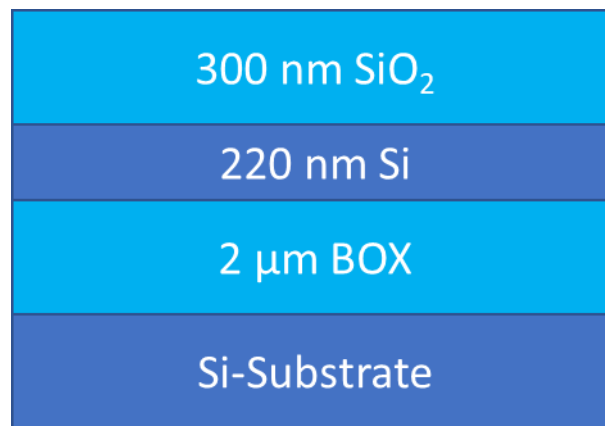 300 nm SiO₂
220 nm Si
2 μm BOX
Si-Substrate